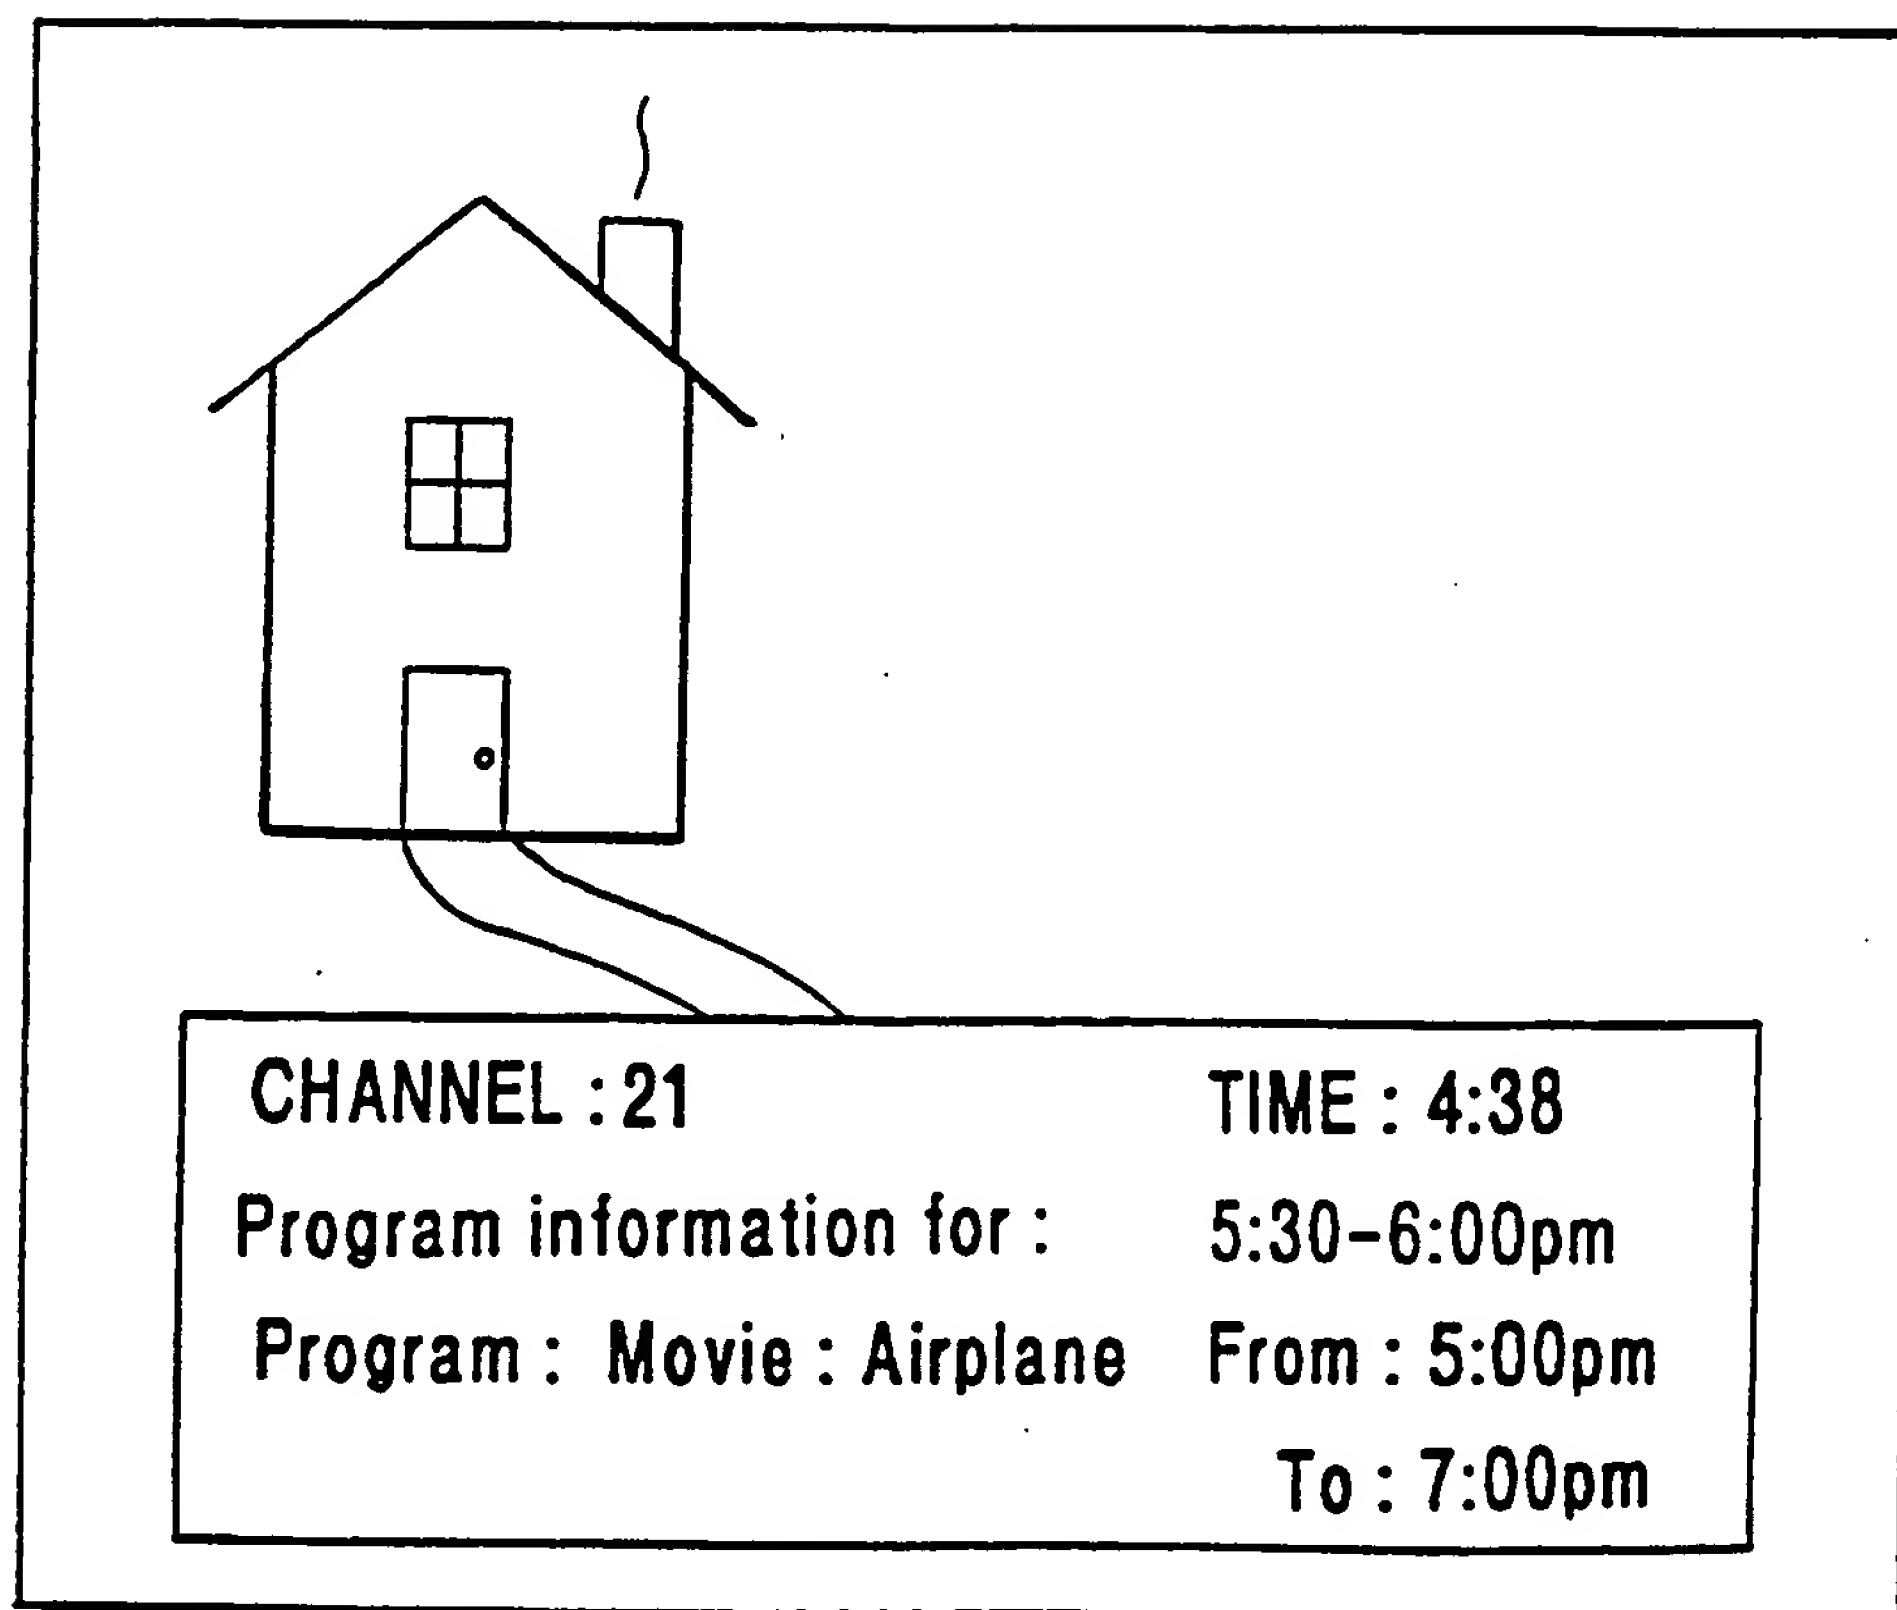 CHANNEL : 21 TIME : 4:38
Program information for : 5:30-6:00pm
Program : Movie : Airplane From : 5:00pm
To : 7:00pm